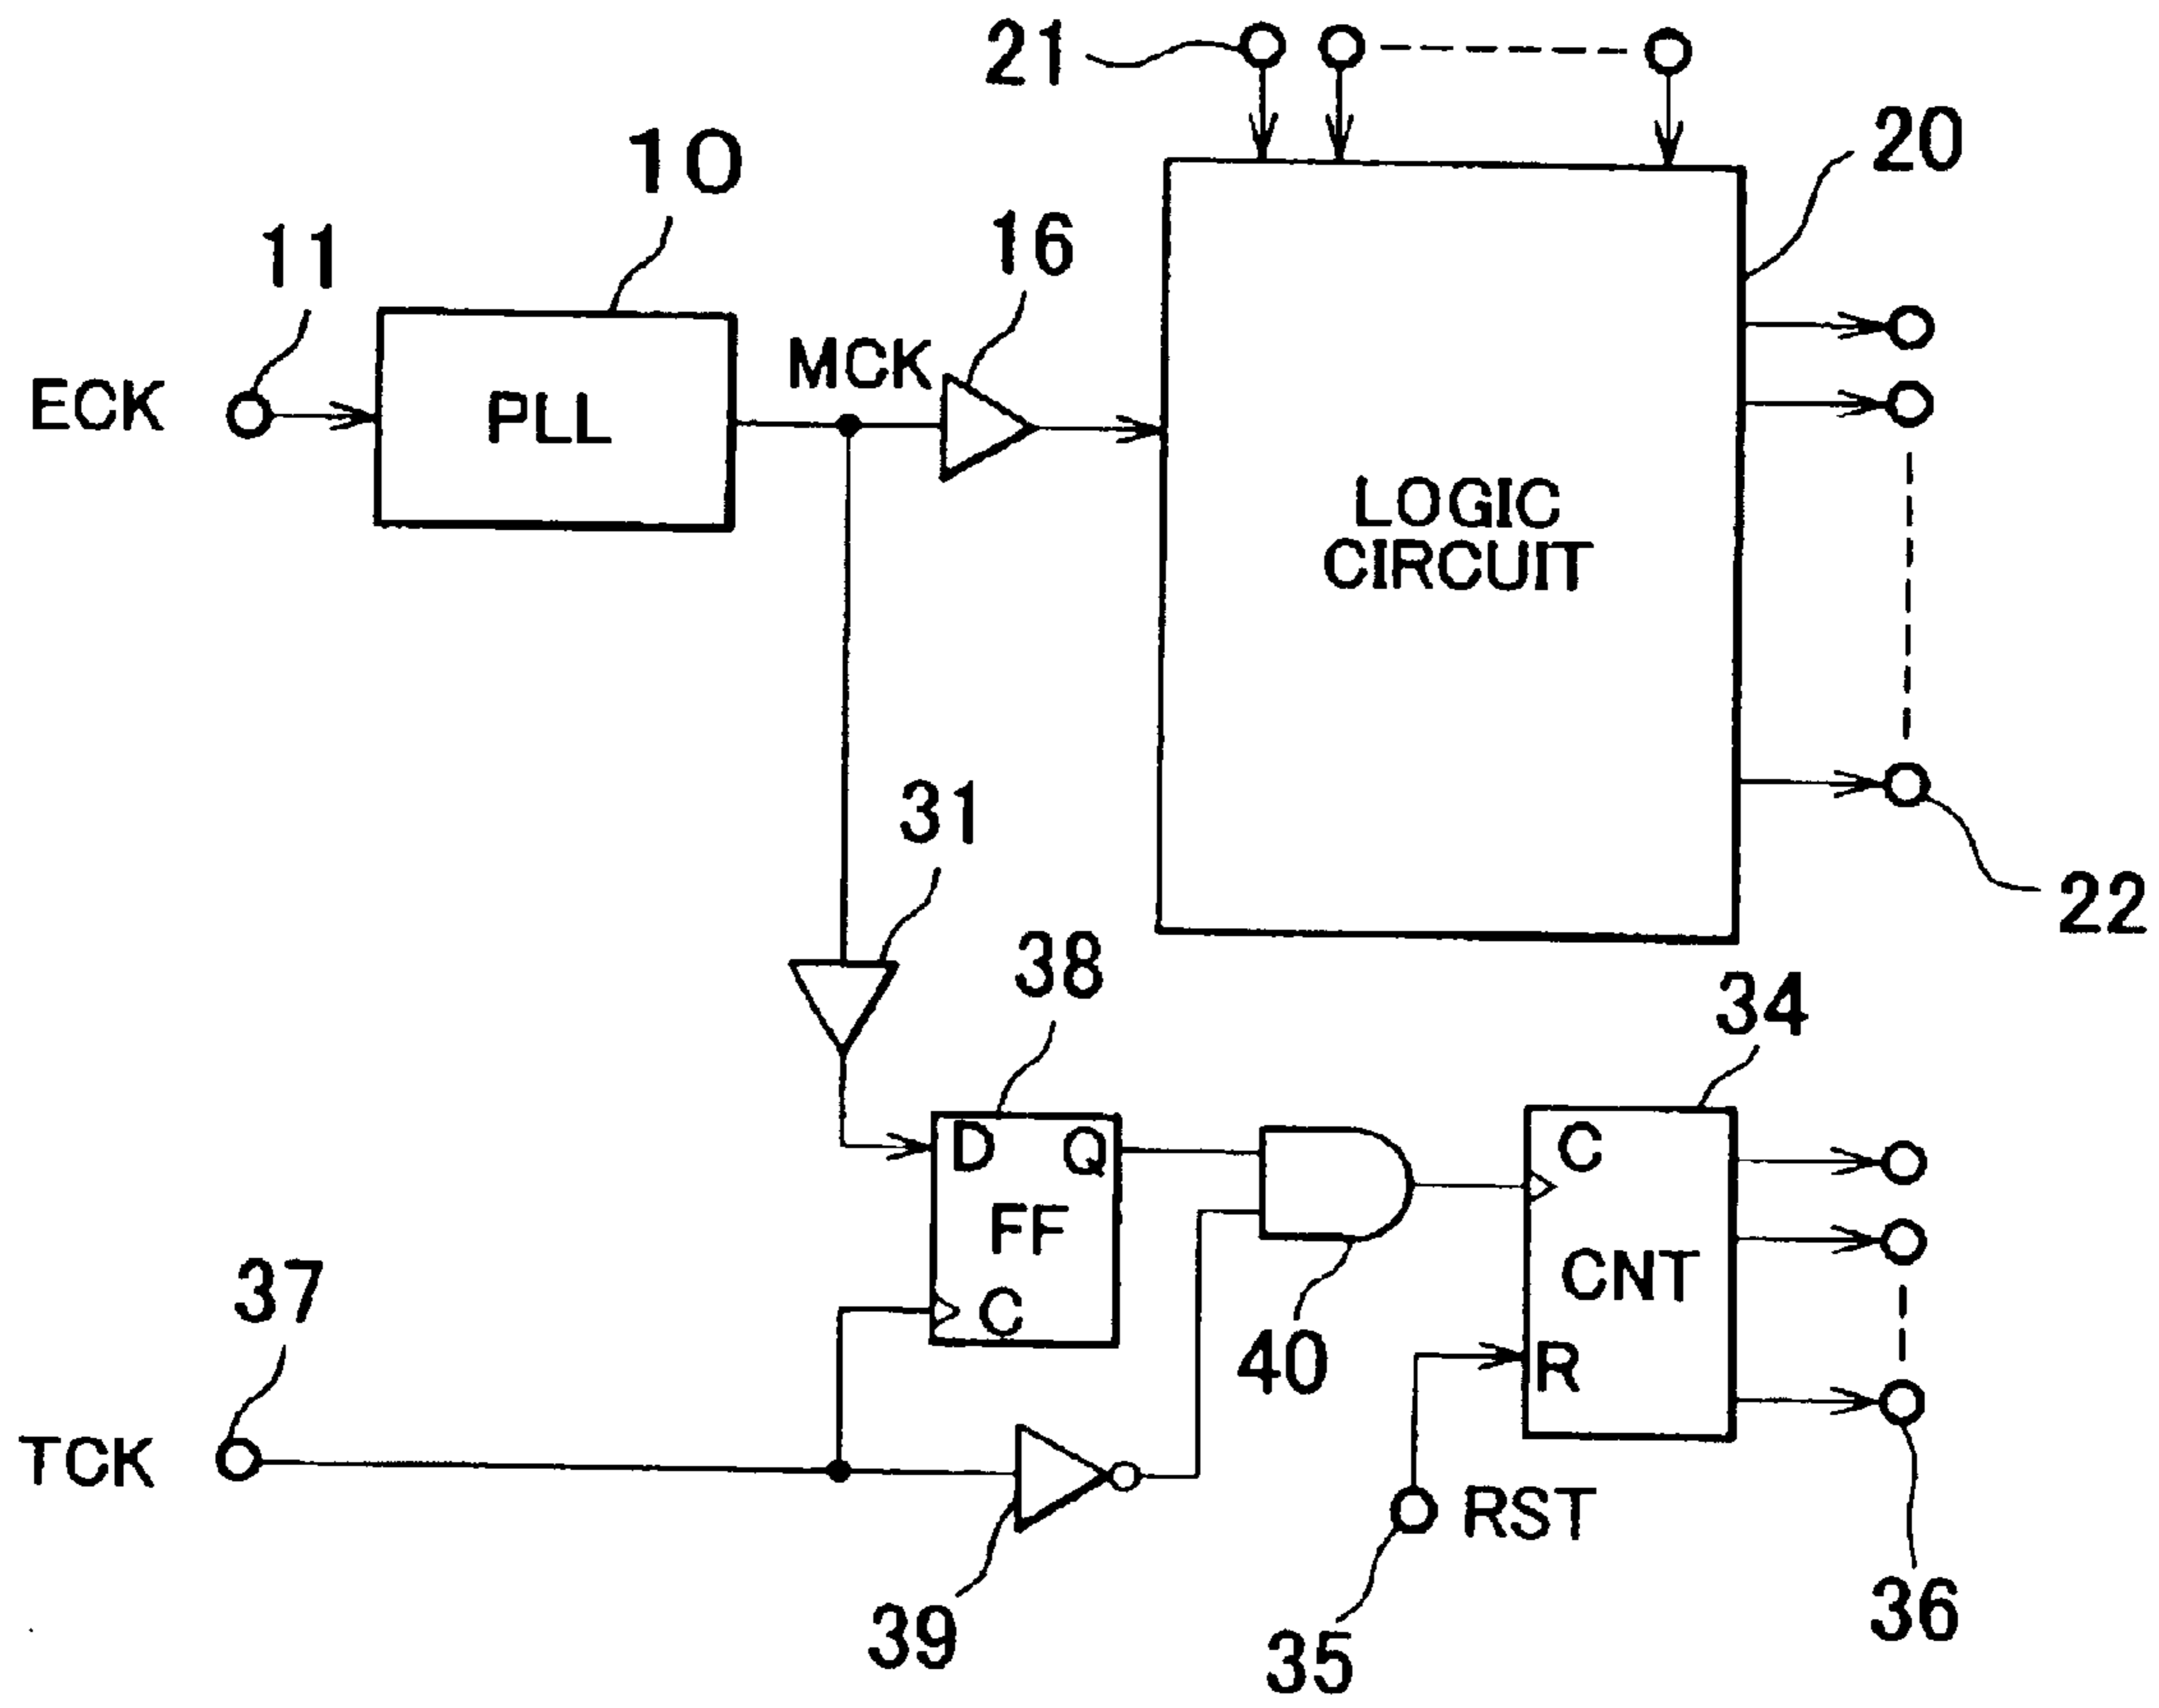 21
20
10
11
16
MCK
ECK
PLL
LOGIC
CIRCUIT
31
22
38
34
D Q
C
FF
CNT
37
C
40
R
TCK
RST
39
35
36